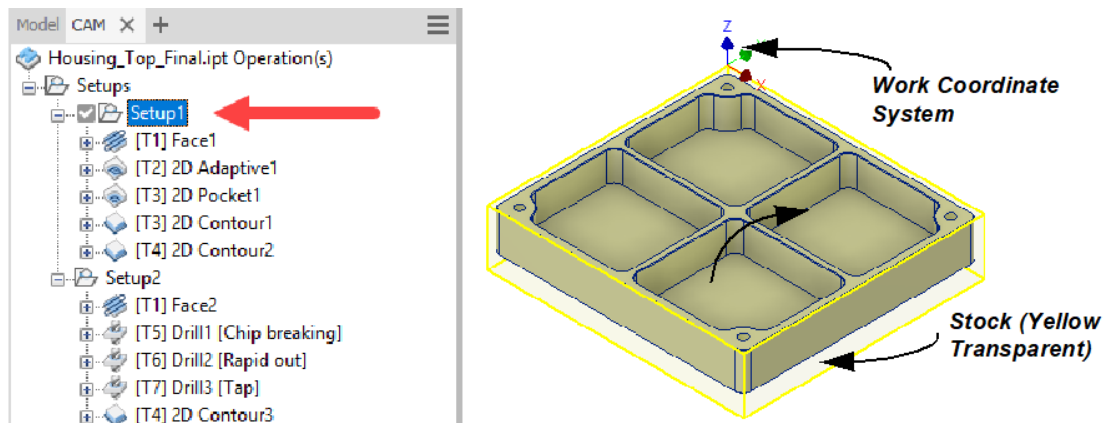 Model CAM × +
Housing_Top_Final.ipt Operation(s)
Setups
Setup1
[T1] Face1
[T2] 2D Adaptive1
[T3] 2D Pocket1
[T3] 2D Contour1
[T4] 2D Contour2
Setup2
[T1] Face2
[T5] Drill1 [Chip breaking]
[T6] Drill2 [Rapid out]
[T7] Drill3 [Tap]
[T4] 2D Contour3
Z
X
Work Coordinate
System
Stock (Yellow
Transparent)